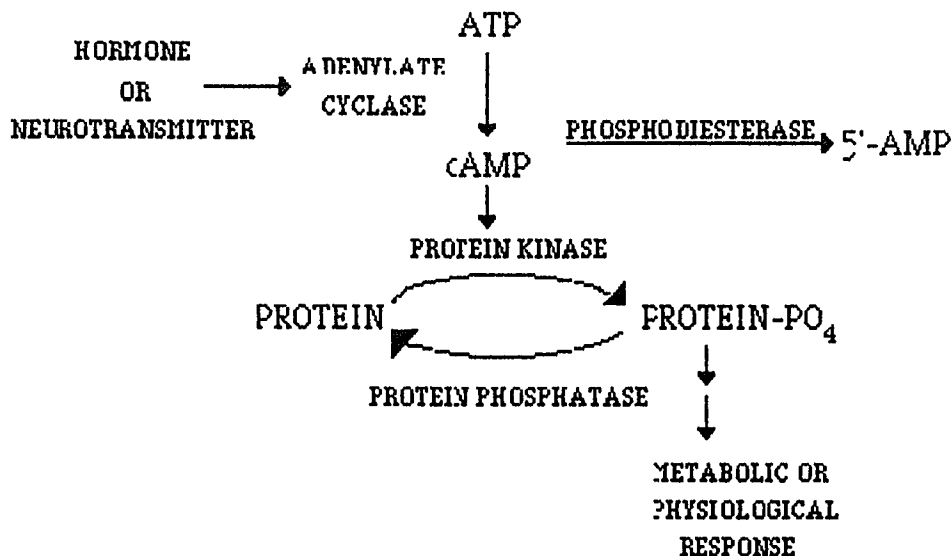 ATP
HORMONE
OR
NEUROTRANSMITTER
ADENYLATE
CYCLASE
PHOSPHODIESTERASE
5'-AMP
cAMP
PROTEIN KINASE
PROTEIN
PROTEIN-PO4
PROTEIN PHOSPHATASE
METABOLIC OR
PHYSIOLOGICAL
RESPONSE